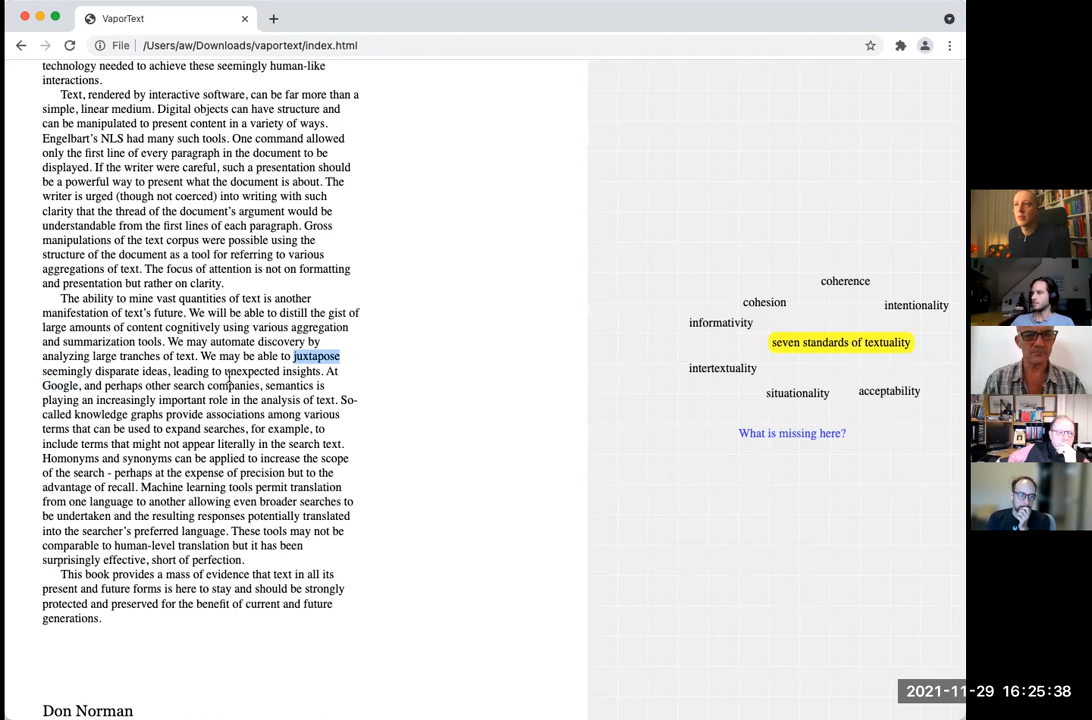 VaporText
File
/Users/aw/Downloads/vaportext/index.html
technology needed to achieve these seemingly human-like
interactions.
Text, rendered by interactive software, can be far more than a
simple, linear medium. Digital objects can have structure and
can be manipulated to present content in a variety of ways.
Engelbart's NLS had many such tools. One command allowed
only the first line of every paragraph in the document to be
displayed. If the writer were careful, such a presentation should
be a powerful way to present what the document is about. The
writer is urged (though not coerced) into writing with such
clarity that the thread of the document's argument would be
understandable from the first lines of each paragraph. Gross
manipulations of the text corpus were possible using the
structure of the document as a tool for referring to various
aggregations of text. The focus of attention is not on formatting
and presentation but rather on clarity.
The ability to mine vast quantities of text is another
manifestation of text's future. We will be able to distill the gist of
large amounts of content cognitively using various aggregation
and summarization tools. We may automate discovery by
analyzing large tranches of text. We may be able to juxtapose
seemingly disparate ideas, leading to unexpected insights. At
Google, and perhaps other search companies, semantics is
playing an increasingly important role in the analysis of text. So-
called knowledge graphs provide associations among various
terms that can be used to expand searches, for example, to
include terms that might not appear literally in the search text.
Homonyms and synonyms can be applied to increase the scope
of the search - perhaps at the expense of precision but to the
advantage of recall. Machine learning tools permit translation
from one language to another allowing even broader searches to
be undertaken and the resulting responses potentially translated
into the searcher's preferred language. These tools may not be
comparable to human-level translation but it has been
surprisingly effective, short of perfection.
This book provides a mass of evidence that text in all its
present and future forms is here to stay and should be strongly
protected and preserved for the benefit of current and future
generations.
Don Norman
coherence
cohesion
intentionality
informativity
seven standards of textuality
intertextuality
situationality
acceptability
What is missing here?
2021-11-29 16:25:38